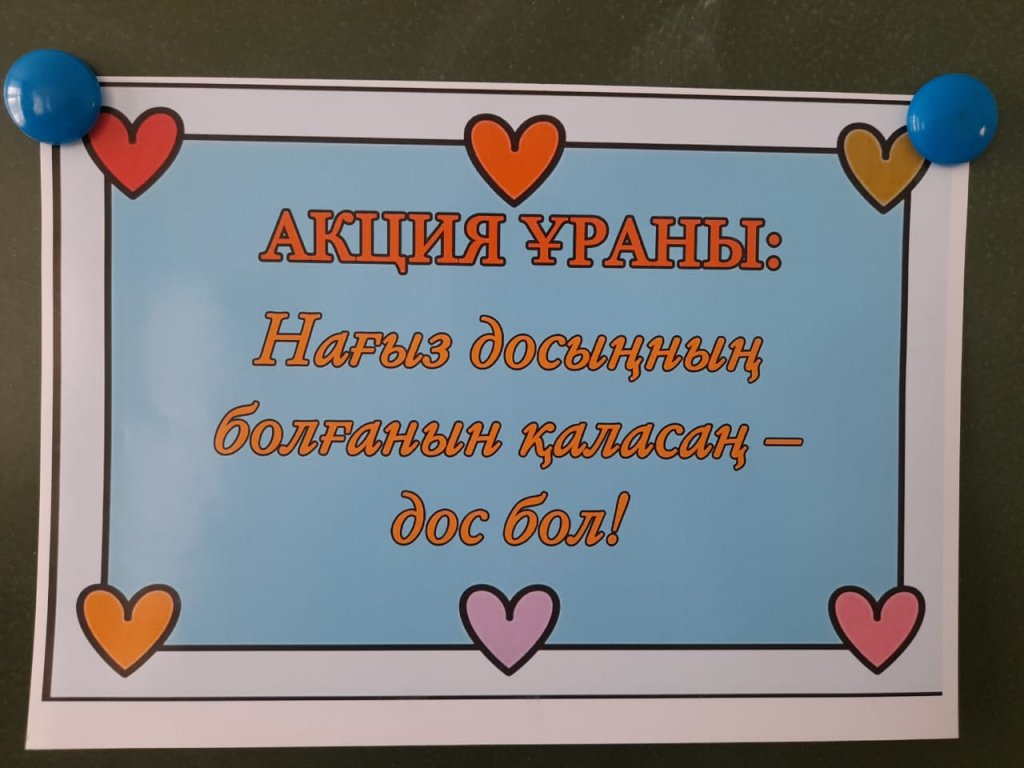 АКЦИЯ ҰРАНЫ:
Нағыз досыңның
болғанын қаласаң –
дос бол!